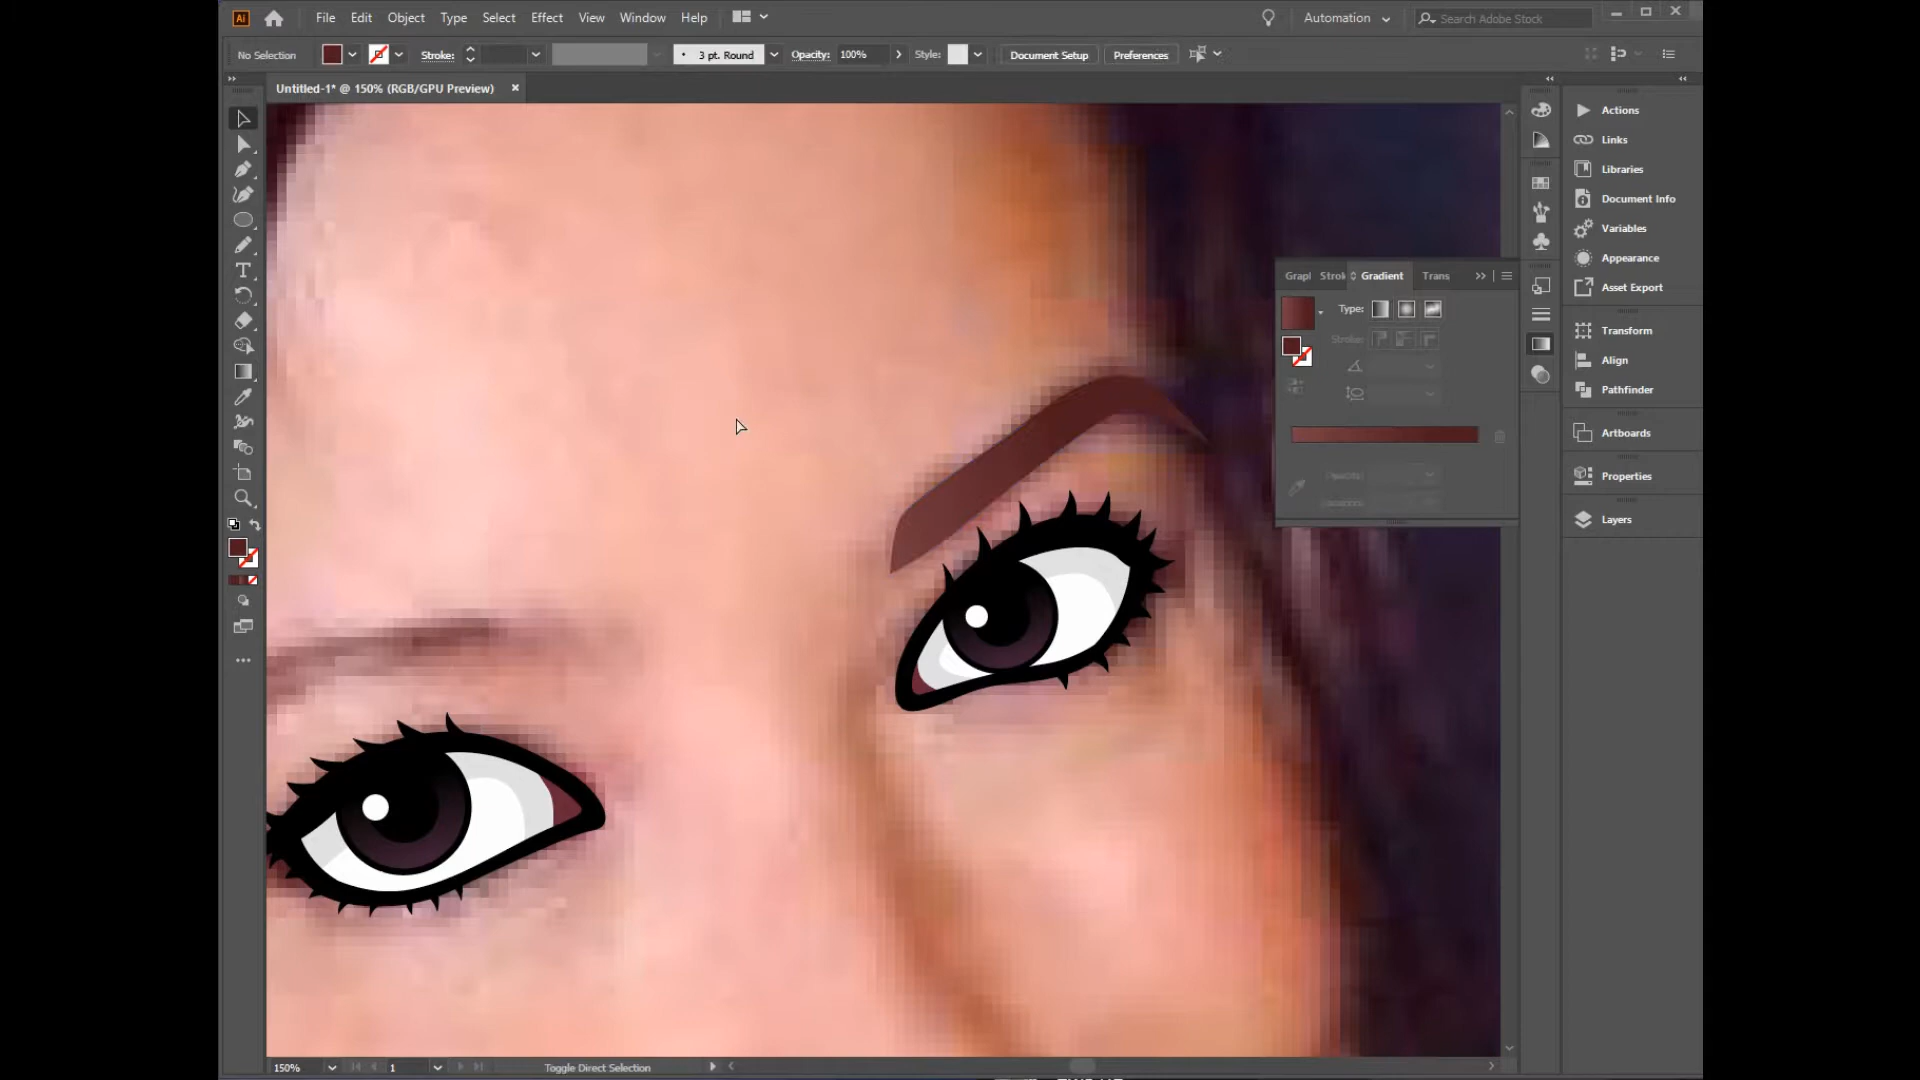 Ai File Edit Object Type Select Effect View Window Help Automation Search Adobe Stock
No Selection Stroke: 3 pt. Round Opacity: 100% Style: Document Setup Preferences
Untitled-1* @ 150% (RGB/GPU Preview)
Actions
Links
Libraries
Document Info
Variables
Appearance
Asset Export
Transform
Align
Pathfinder
Artboards
Properties
Layers
Grapl Strok Gradient Trans
Type:
Stroke:
150% 1 Toggle Direct Selection